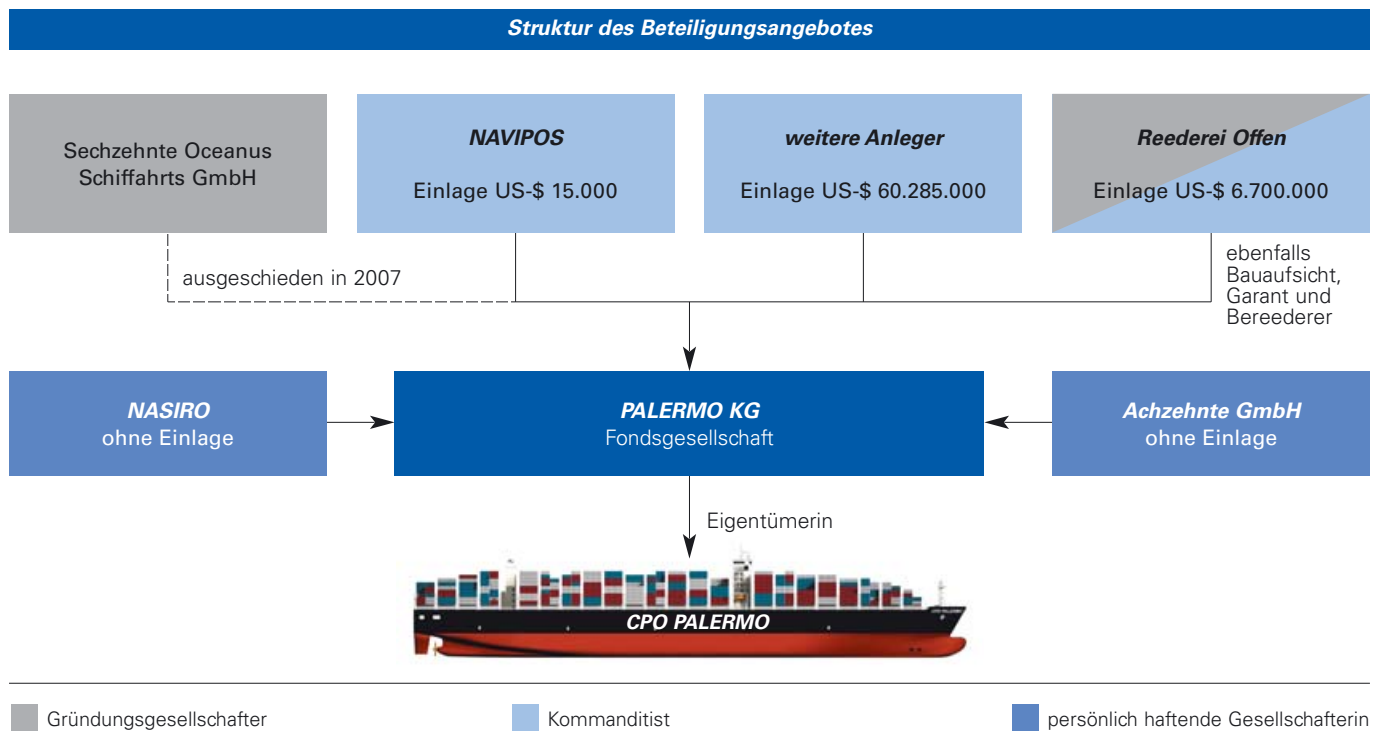 Struktur des Beteiligungsangebotes
Sechzehnte Oceanus
Schiffahrts GmbH
NAVIPOS
Einlage US-$ 15.000
weitere Anleger
Einlage US-$ 60.285.000
Reederei Offen
Einlage US-$ 6.700.000
ausgeschieden in 2007
ebenfalls
Bauaufsicht,
Garant und
Bereederer
NASIRO
ohne Einlage
PALERMO KG
Fondsgesellschaft
Achzehnte GmbH
ohne Einlage
Eigentümerin
CPO PALERMO
Gründungsgesellschafter
Kommanditist
persönlich haftende Gesellschafterin